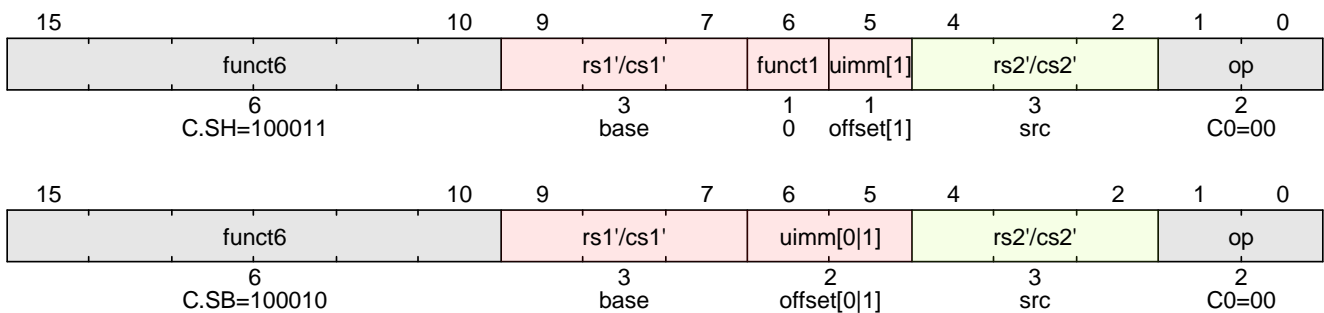 15 10 9 7 6 5 4 2 1 0
funct6 rs1'/cs1' funct1 uimm[1] rs2'/cs2' op
6 3 1 1 3 2
C.SH=100011 base 0 offset[1] src C0=00
15 10 9 7 6 5 4 2 1 0
funct6 rs1'/cs1' uimm[0|1] rs2'/cs2' op
6 3 2 3 2
C.SB=100010 base offset[0|1] src C0=00